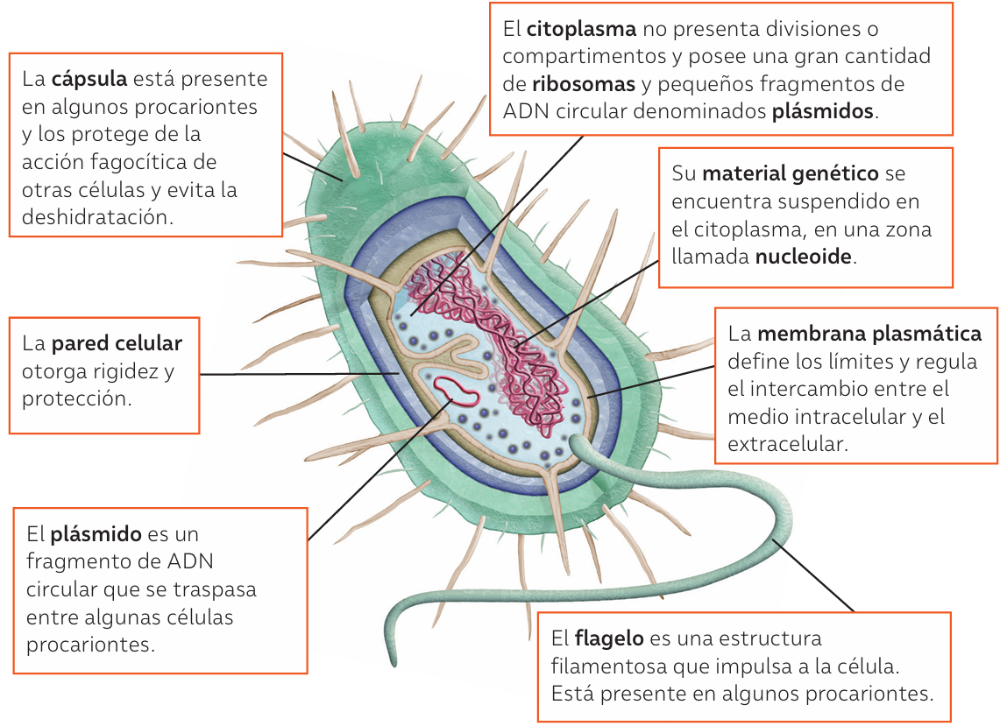 El citoplasma no presenta divisiones o
compartimentos y posee una gran cantidad
de ribosomas y pequeños fragmentos de
ADN circular denominados plásmidos.
La cápsula está presente
en algunos procariontes
y los protege de la
acción fagocítica de
otras células y evita la
deshidratación.
Su material genético se
encuentra suspendido en
el citoplasma, en una zona
llamada nucleoide.
La pared celular
otorga rigidez y
protección.
La membrana plasmática
define los límites y regula
el intercambio entre el
medio intracelular y el
extracelular.
El plásmido es un
fragmento de ADN
circular que se traspasa
entre algunas células
procariontes.
El flagelo es una estructura
filamentosa que impulsa a la célula.
Está presente en algunos procariontes.